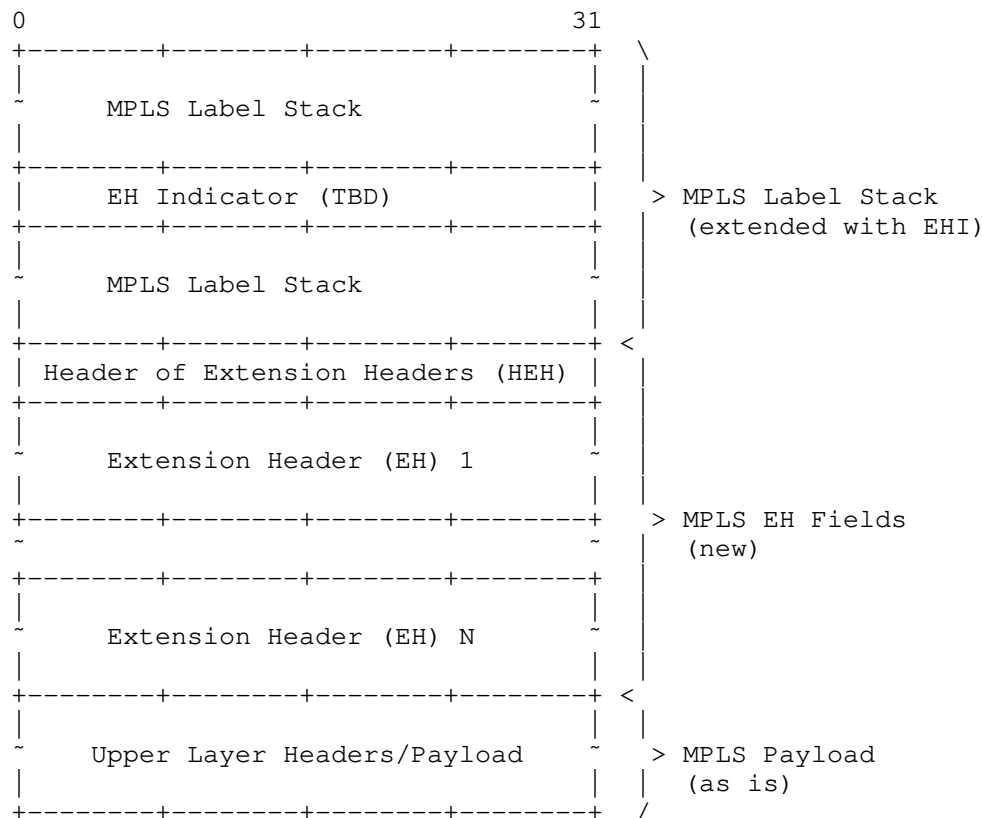 0                                  31
+--------+--------+--------+--------+  \
|                                   |  |
~     MPLS Label Stack              ~  |
|                                   |  |
+--------+--------+--------+--------+  |
|     EH Indicator (TBD)            |  > MPLS Label Stack
+--------+--------+--------+--------+  |  (extended with EHI)
|                                   |  |
~     MPLS Label Stack              ~  |
|                                   |  |
+--------+--------+--------+--------+ <
| Header of Extension Headers (HEH) |  |
+--------+--------+--------+--------+  |
|                                   |  |
~     Extension Header (EH) 1       ~  |
|                                   |  |
+--------+--------+--------+--------+  > MPLS EH Fields
~                                   ~  |  (new)
+--------+--------+--------+--------+  |
|                                   |  |
~     Extension Header (EH) N       ~  |
|                                   |  |
+--------+--------+--------+--------+ <
|                                   |  |
~    Upper Layer Headers/Payload    ~  > MPLS Payload
|                                   |  |  (as is)
+--------+--------+--------+--------+  /